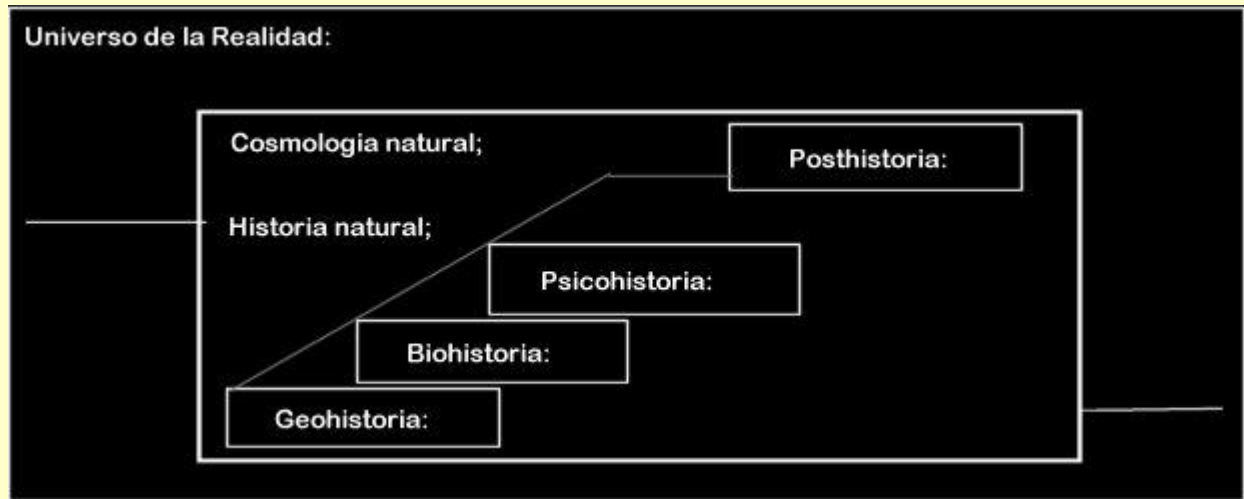 Universo de la Realidad:
Cosmologia natural;
Posthistoria:
Historia natural;
Psicohistoria:
Biohistoria:
Geohistoria: